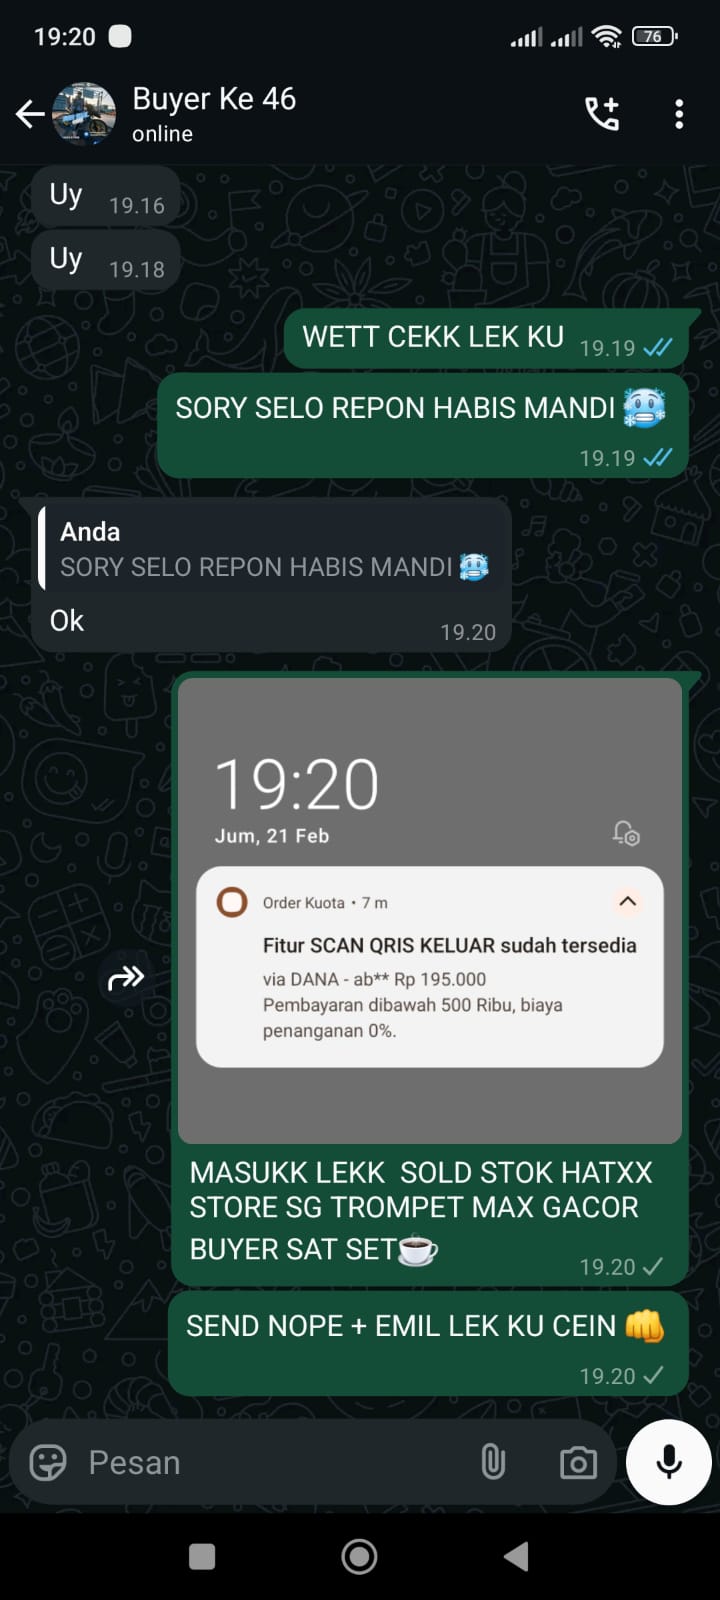 19:20
76
Buyer Ke 46
online
Uy 19.16
Uy 19.18
WETT CEKK LEK KU 19.19
SORY SELO REPON HABIS MANDI 🥶
19.19
Anda
SORY SELO REPON HABIS MANDI 🥶
Ok
19.20
19:20
Jum, 21 Feb
Order Kuota • 7 m
Fitur SCAN QRIS KELUAR sudah tersedia
via DANA - ab** Rp 195.000
Pembayaran dibawah 500 Ribu, biaya
penanganan 0%.
MASUKK LEKK SOLD STOK HATXX
STORE SG TROMPET MAX GACOR
BUYER SAT SET☕
19.20
SEND NOPE + EMIL LEK KU CEIN 👊
19.20
Pesan